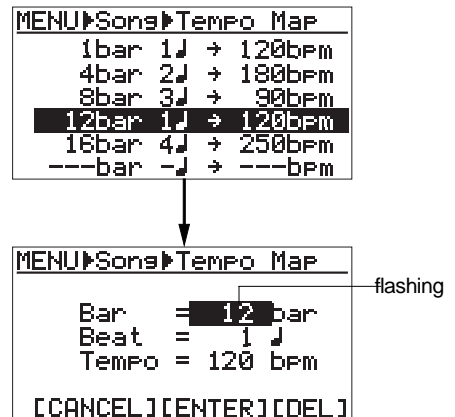 MENU▶Song▶Tempo Map
1bar 1♩ → 120bpm
4bar 2♩ → 180bpm
8bar 3♩ → 90bpm
12bar 1♩ → 120bpm
16bar 4♩ → 250bpm
---bar -♩ → ---bpm
MENU▶Song▶Tempo Map
flashing
Bar = 12 bar
Beat = 1 ♩
Tempo = 120 bpm
[CANCEL][ENTER][DEL]